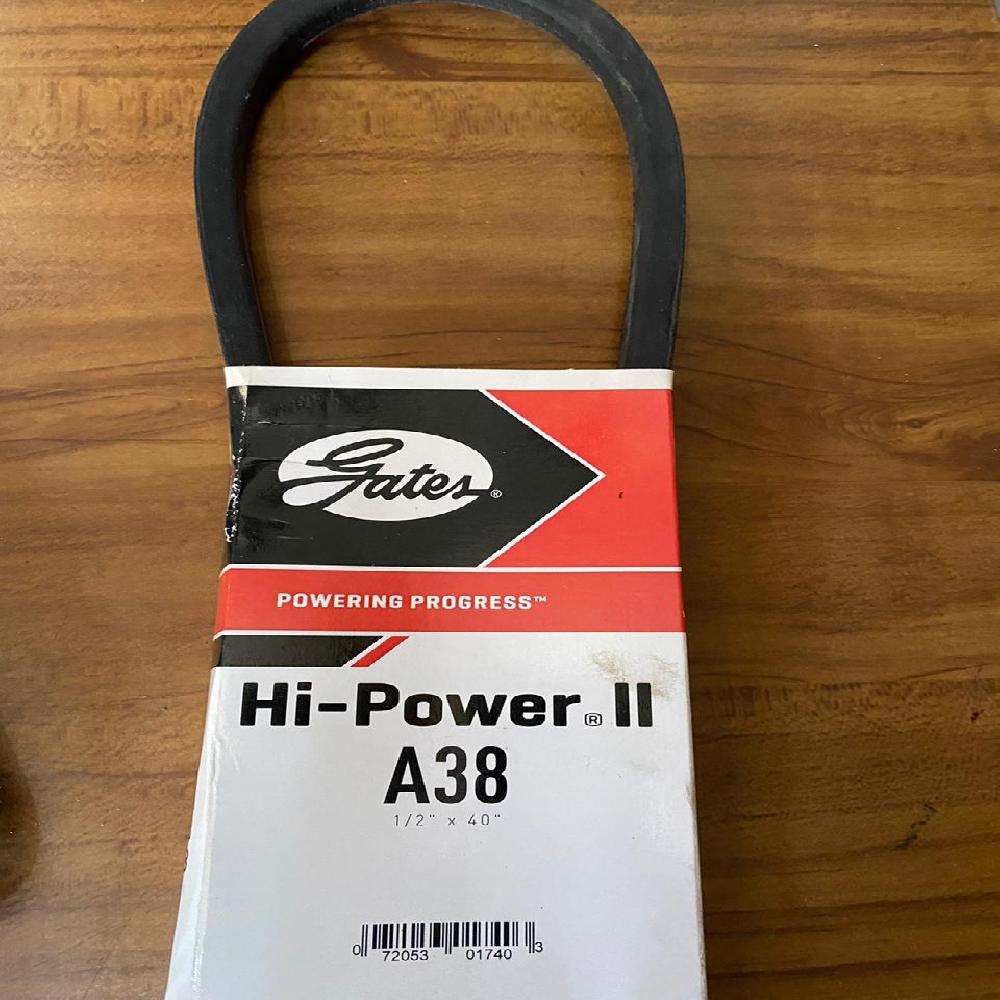 Gates®
POWERING PROGRESS™
Hi-Power® II
A38
1/2" x 40"
0 72053 01740 3